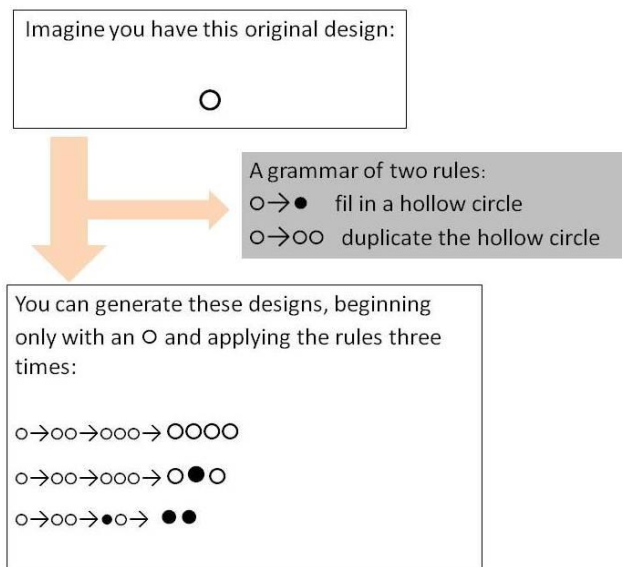 Imagine you have this original design:
○
A grammar of two rules:
○→● fil in a hollow circle
○→○○ duplicate the hollow circle
You can generate these designs, beginning
only with an ○ and applying the rules three
times:
○→○○→○○○→○○○○
○→○○→○○○→○●○
○→○○→●○→ ●●